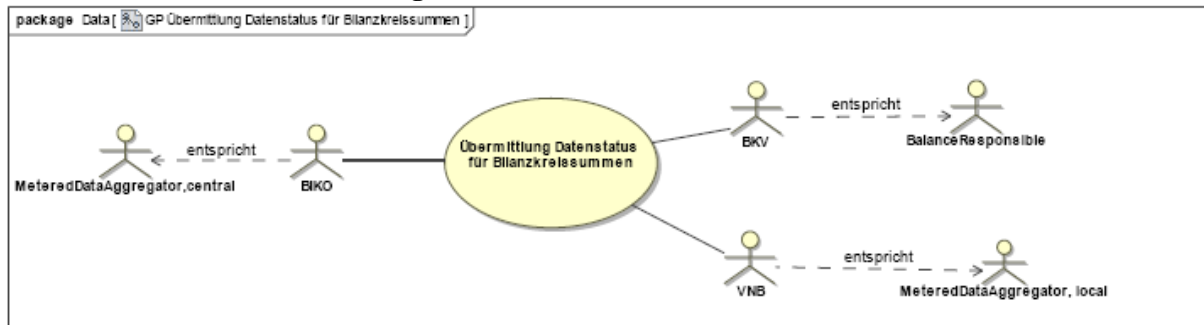 package Data [ GP Übermittlung Datenstatus für Bilanzkreissummen ]
entspricht
BKV
BalanceResponsible
Übermittlung Datenstatus
für Bilanzkreissummen
entspricht
MeteredDataAggregator,central
BIKO
entspricht
VNB
MeteredDataAggregator, local